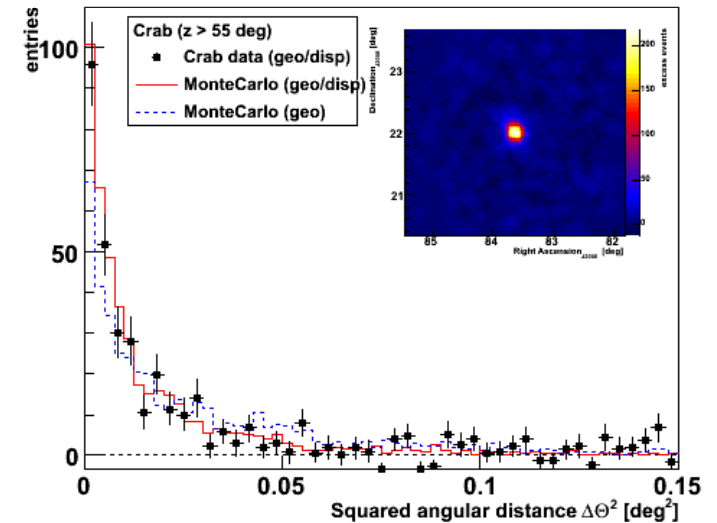 entries
100
50
0
0
0.05
0.1
0.15
Squared angular distance ΔΘ² [deg²]
Crab (z > 55 deg)
Crab data (geo/disp)
MonteCarlo (geo/disp)
MonteCarlo (geo)
Declination [deg]
23
22
21
85
84
83
82
Right Ascension [deg]
excess events
200
150
100
50
0